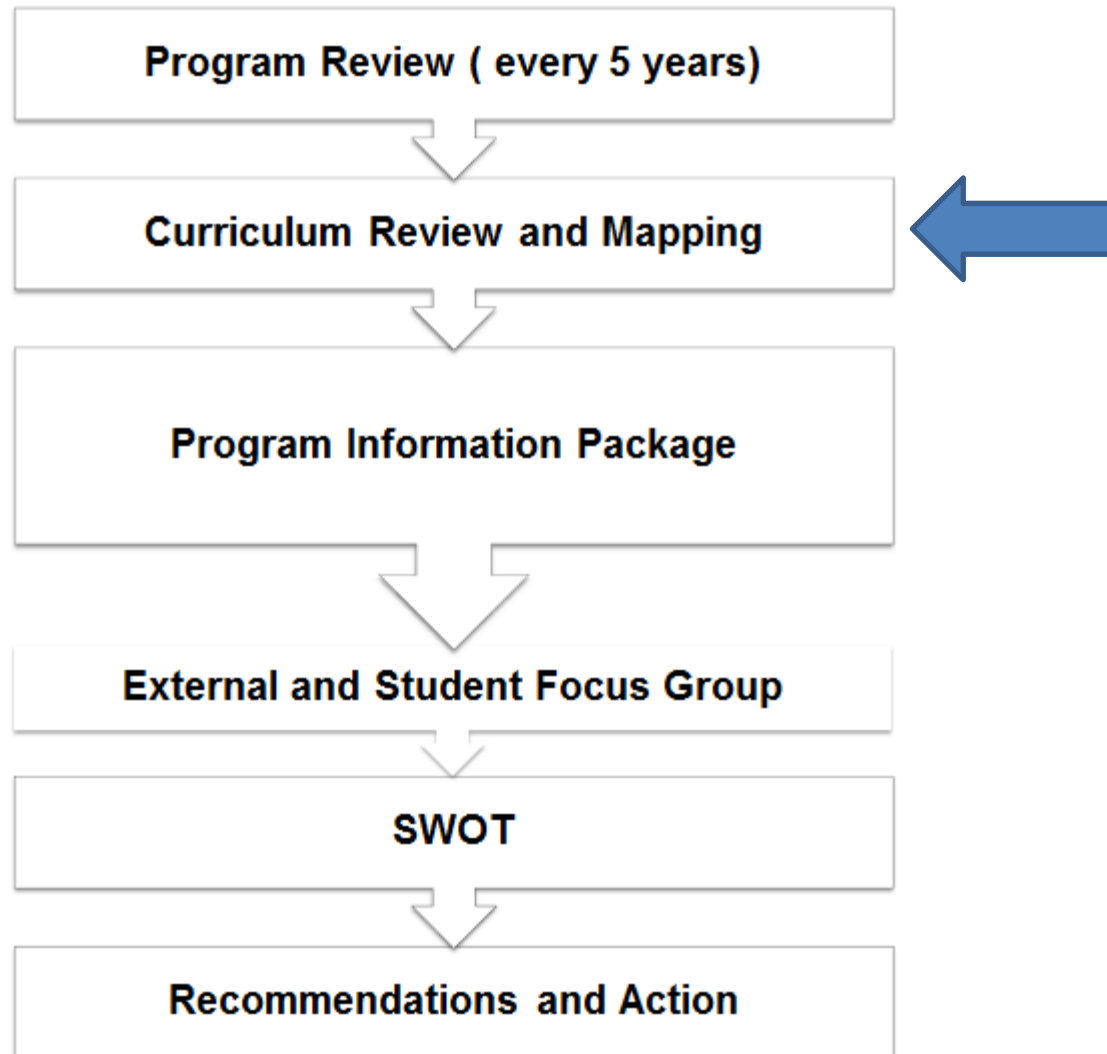 Program Review ( every 5 years)
Curriculum Review and Mapping
Program Information Package
External and Student Focus Group
SWOT
Recommendations and Action